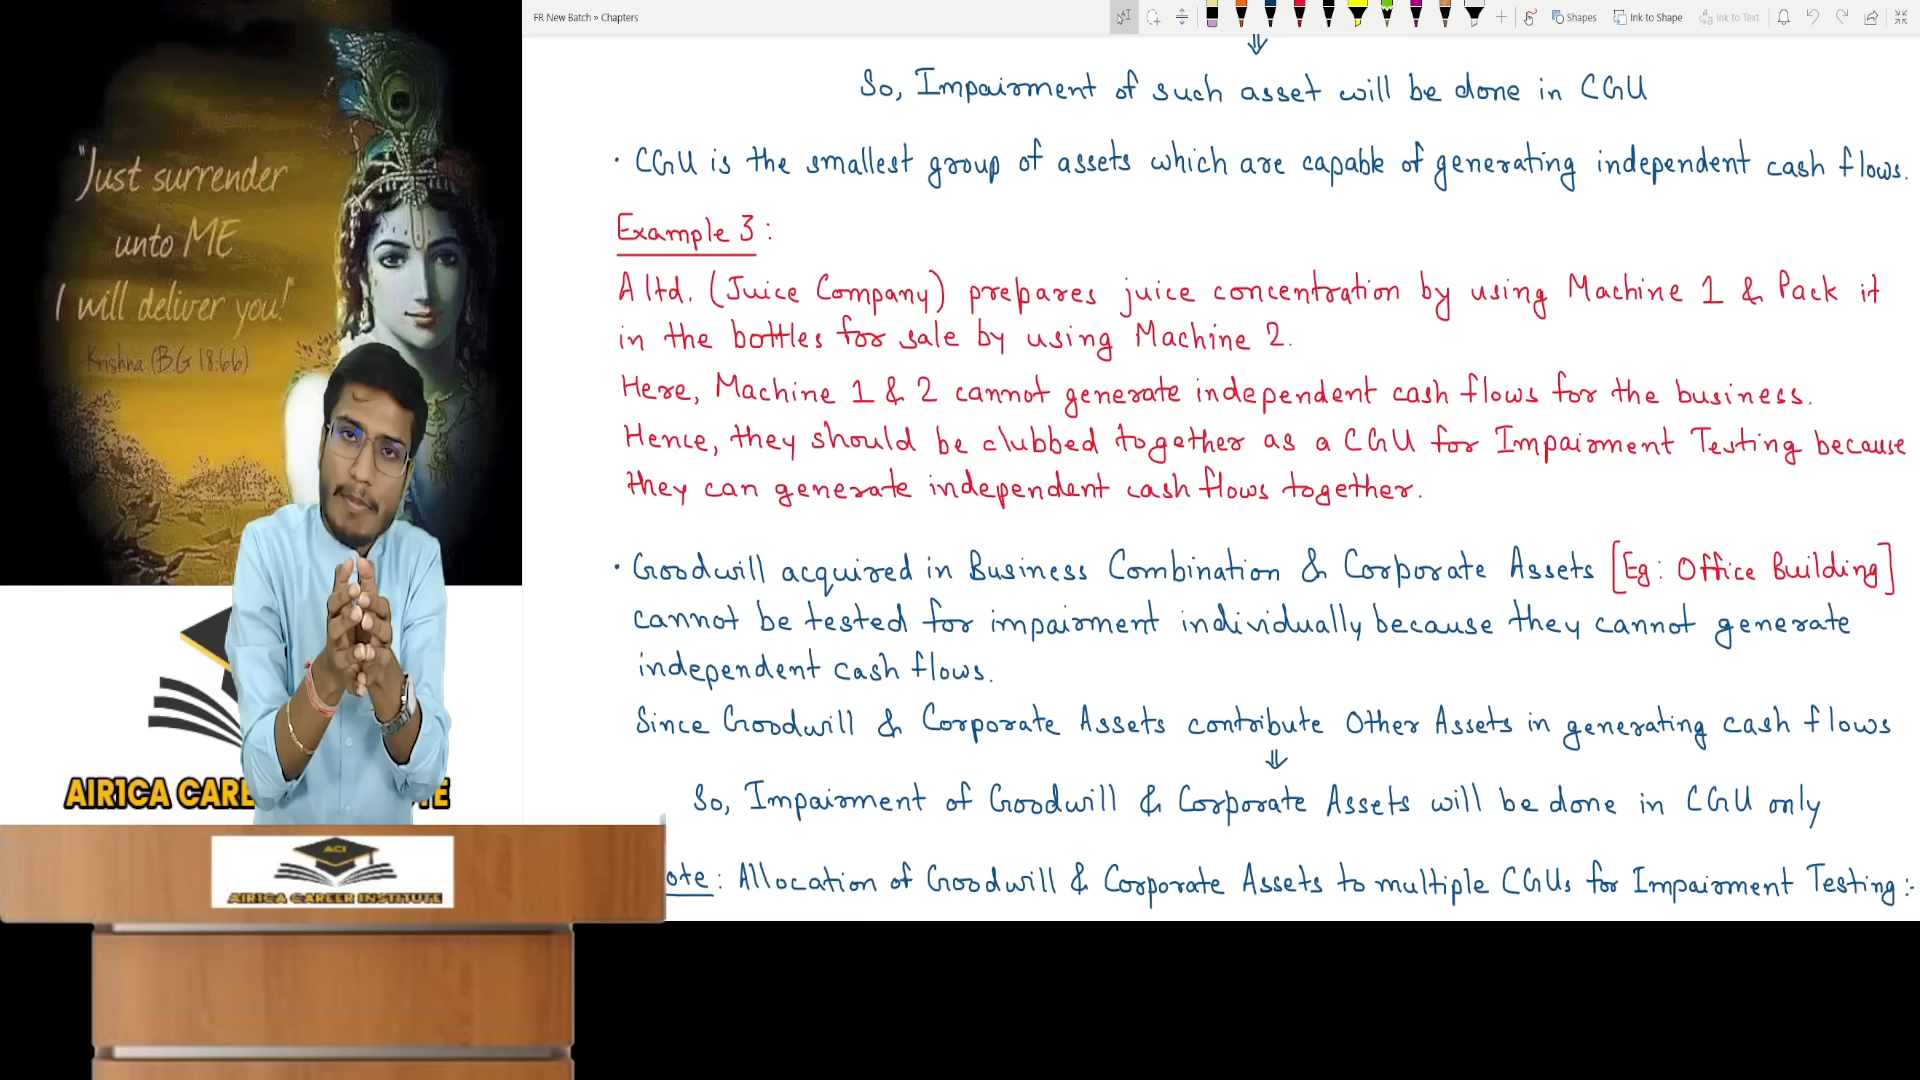 FR New Batch » Chapters
Shapes
Ink to Shape
Ink to Text
So, Impairment of such asset will be done in CGU
· CGU is the smallest group of assets which are capable of generating independent cash flows.
Example 3 :
A ltd. (Juice Company) prepares juice concentration by using Machine 1 & Pack it
in the bottles for sale by using Machine 2.
Here, Machine 1 & 2 cannot generate independent cash flows for the business.
Hence, they should be clubbed together as a CGU for Impairment Testing because
they can generate independent cash flows together.
· Goodwill acquired in Business Combination & Corporate Assets [Eg: Office Building]
cannot be tested for impairment individually because they cannot generate
independent cash flows.
Since Goodwill & Corporate Assets contribute Other Assets in generating cash flows
So, Impairment of Goodwill & Corporate Assets will be done in CGU only
ote : Allocation of Goodwill & Corporate Assets to multiple CGUs for Impairment Testing :-
"Just surrender
unto ME
I will deliver you!"
-Krishna (B.G 18.66)
AIR1CA CARE TE
ACI
AIR1CA CAREER INSTITUTE